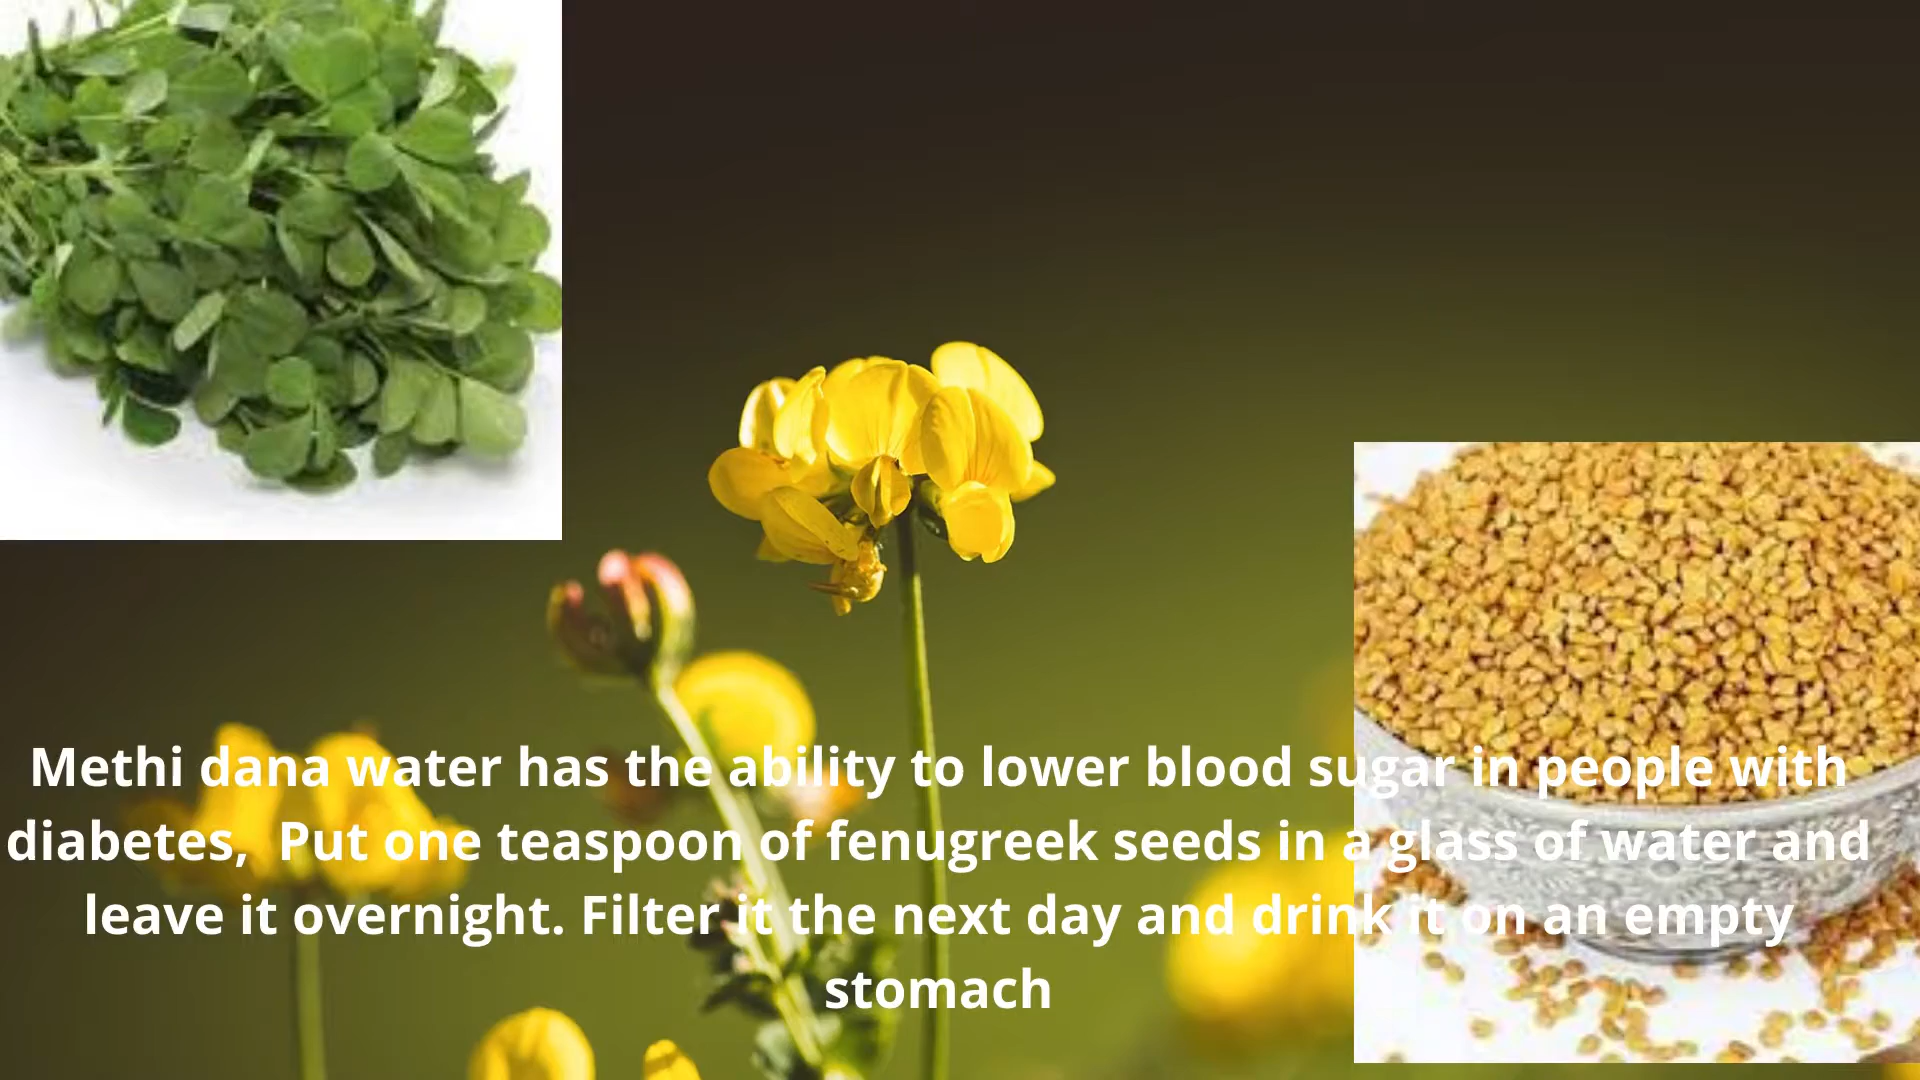 Methi dana water has the ability to lower blood sugar in people with
diabetes,  Put one teaspoon of fenugreek seeds in a glass of water and
leave it overnight. Filter it the next day and drink it on an empty
stomach